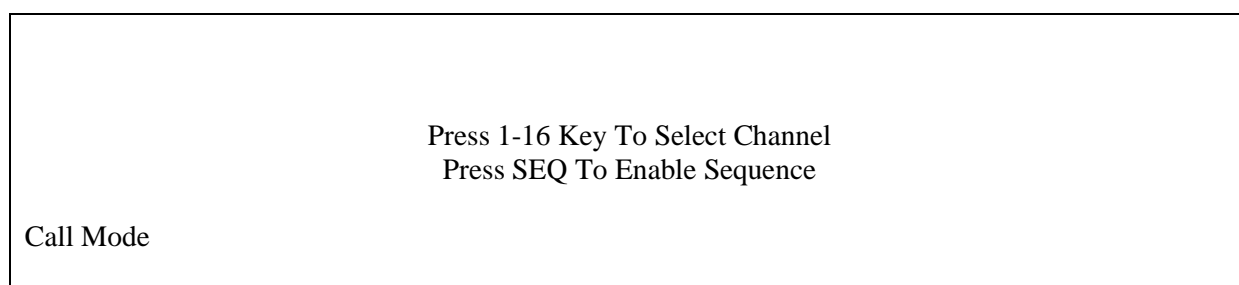 Press 1-16 Key To Select Channel
Press SEQ To Enable Sequence
Call Mode